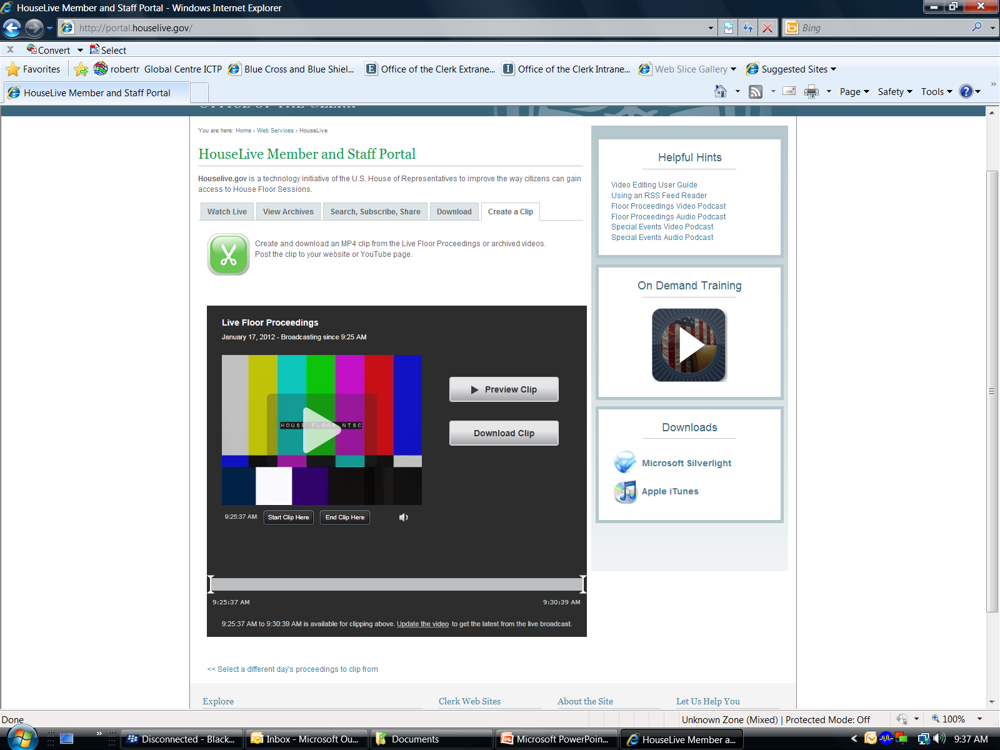 HouseLive Member and Staff Portal - Windows Internet Explorer
http://portal.houselive.gov/
Bing
x Convert Select
Favorites robertr Global Centre ICTP Blue Cross and Blue Shiel... Office of the Clerk Extrane... Office of the Clerk Intrane... Web Slice Gallery Suggested Sites
HouseLive Member and Staff Portal
Page Safety Tools
OFFICE OF THE CLERK
You are here: Home › Web Services › HouseLive
HouseLive Member and Staff Portal
Houselive.gov is a technology initiative of the U.S. House of Representatives to improve the way citizens can gain
access to House Floor Sessions.
Watch Live View Archives Search, Subscribe, Share Download Create a Clip
Create and download an MP4 clip from the Live Floor Proceedings or archived videos.
Post the clip to your website or YouTube page.
Live Floor Proceedings
January 17, 2012 - Broadcasting since 9:25 AM
HOUSE FLOOR NTSC
Preview Clip
Download Clip
9:25:37 AM Start Clip Here End Clip Here
9:25:37 AM 9:30:39 AM
9:25:37 AM to 9:30:39 AM is available for clipping above. Update the video to get the latest from the live broadcast.
<< Select a different day's proceedings to clip from
Helpful Hints
Video Editing User Guide
Using an RSS Feed Reader
Floor Proceedings Video Podcast
Floor Proceedings Audio Podcast
Special Events Video Podcast
Special Events Audio Podcast
On Demand Training
Downloads
Microsoft Silverlight
Apple iTunes
Explore Clerk Web Sites About the Site Let Us Help You
Done Unknown Zone (Mixed) | Protected Mode: Off 100%
Disconnected - Black... Inbox - Microsoft Ou... Documents Microsoft PowerPoin... HouseLive Member a... 9:37 AM